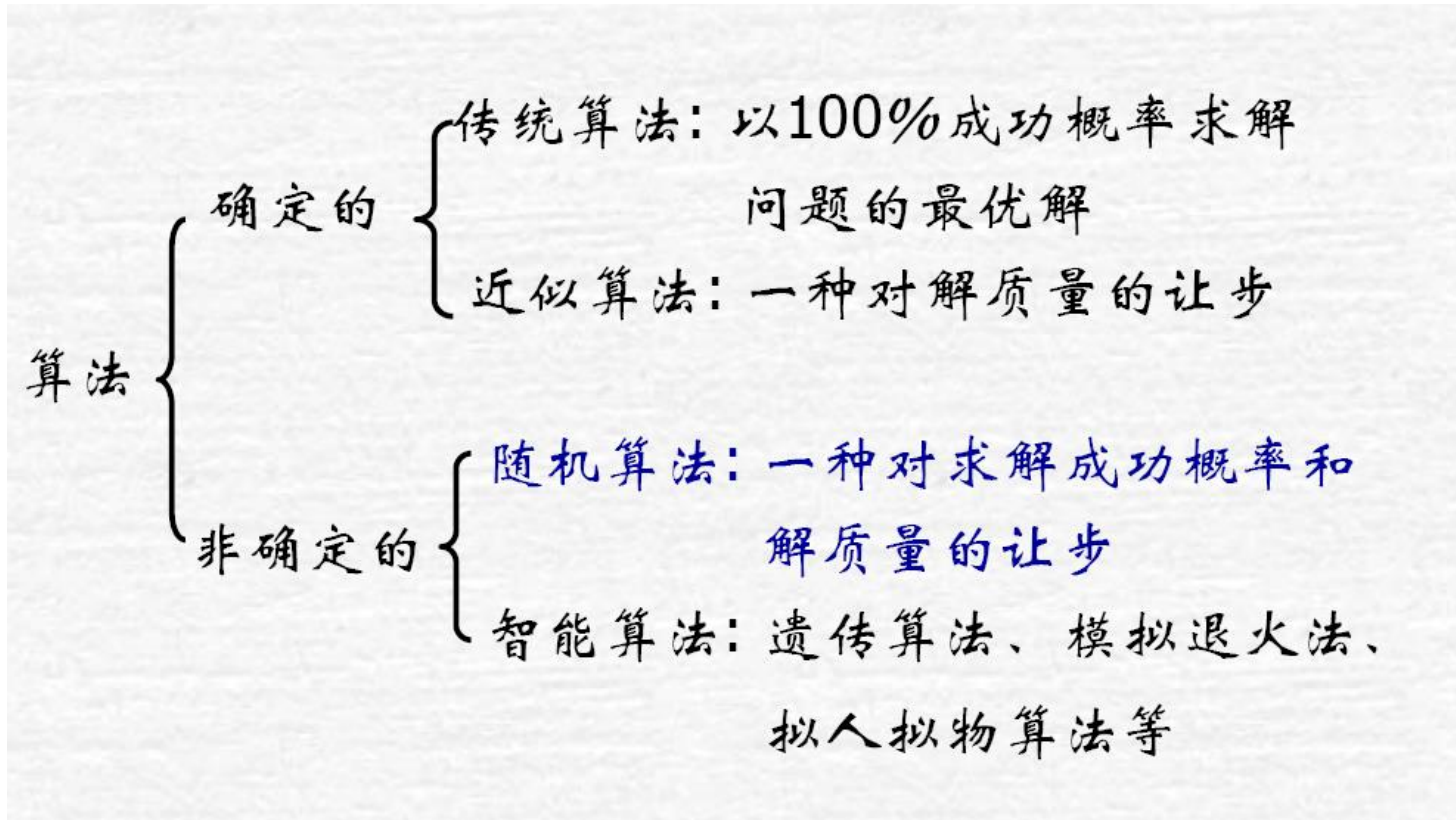 传统算法：以100%成功概率求解
确定的
问题的最优解
近似算法：一种对解质量的让步
算法
随机算法：一种对求解成功概率和
非确定的
解质量的让步
智能算法：遗传算法、模拟退火法、
拟人拟物算法等